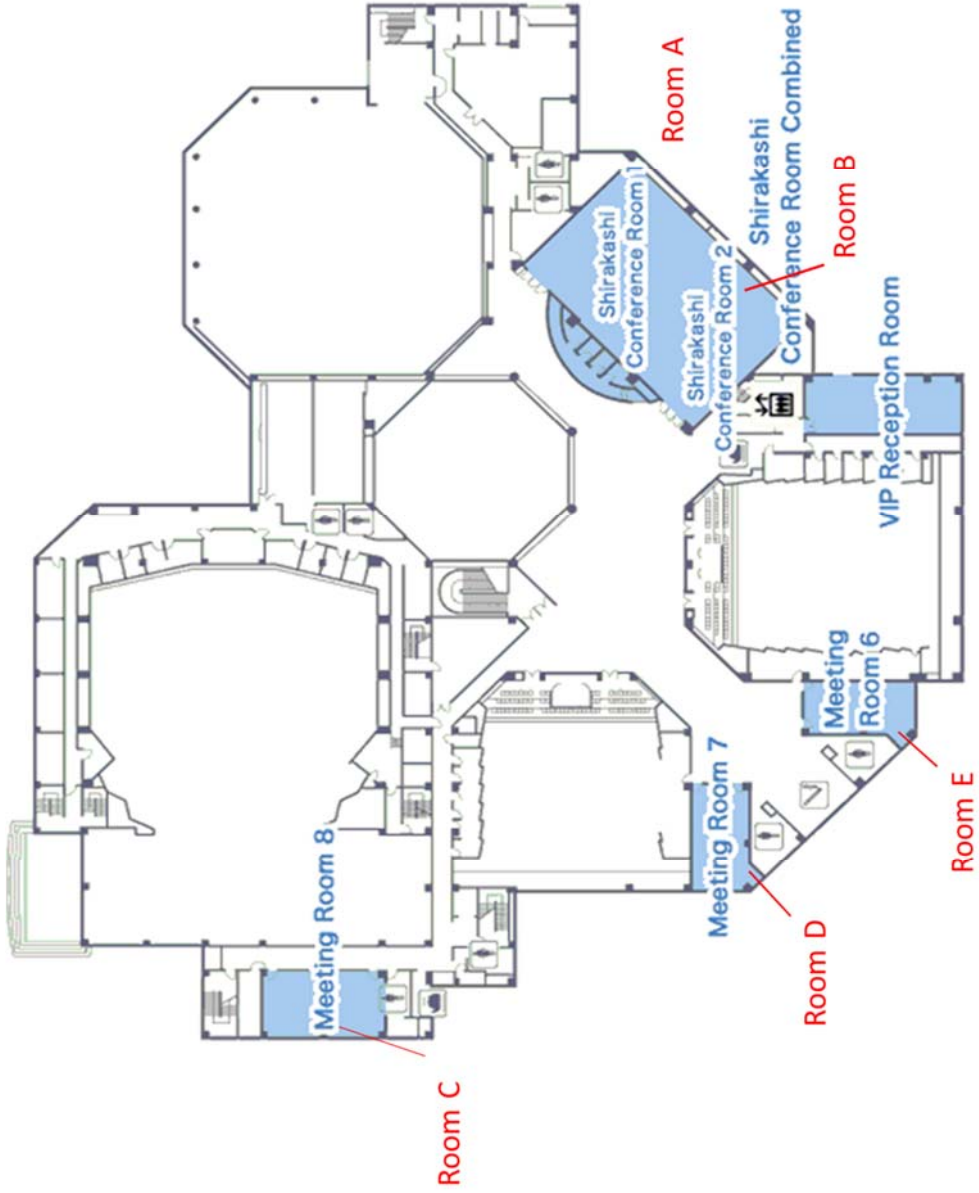 Room C
Meeting Room 8
Room D
Meeting Room 7
Room E
Meeting
Room 6
VIP Reception Room
Shirakashi
Conference Room 1
Shirakashi
Conference Room 2
Shirakashi
Conference Room Combined
Room A
Room B